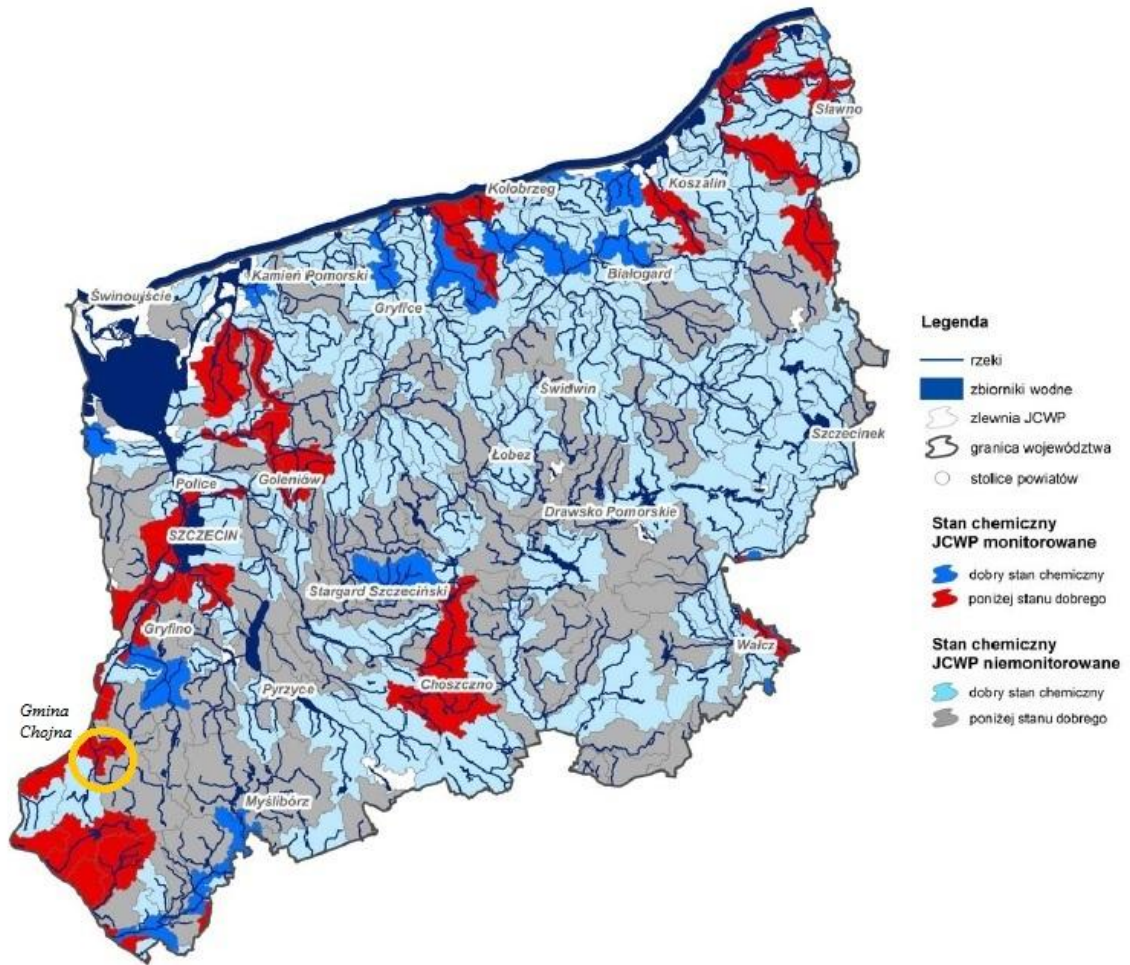 Sławno
Koszalin
Kołobrzeg
Białogard
Kamień Pomorski
Świnoujście
Gryfice
Świdwin
Szczecinek
Łobez
Goleniów
Police
Drawsko Pomorskie
SZCZECIN
Stargard Szczeciński
Gryfino
Wałcz
Choszczno
Pyrzyce
Gmina
Chojna
Myślibórz
Legenda
rzeki
zbiorniki wodne
zlewnia JCWP
granica województwa
stolice powiatów
Stan chemiczny
JCWP monitorowane
dobry stan chemiczny
poniżej stanu dobrego
Stan chemiczny
JCWP niemonitorowane
dobry stan chemiczny
poniżej stanu dobrego